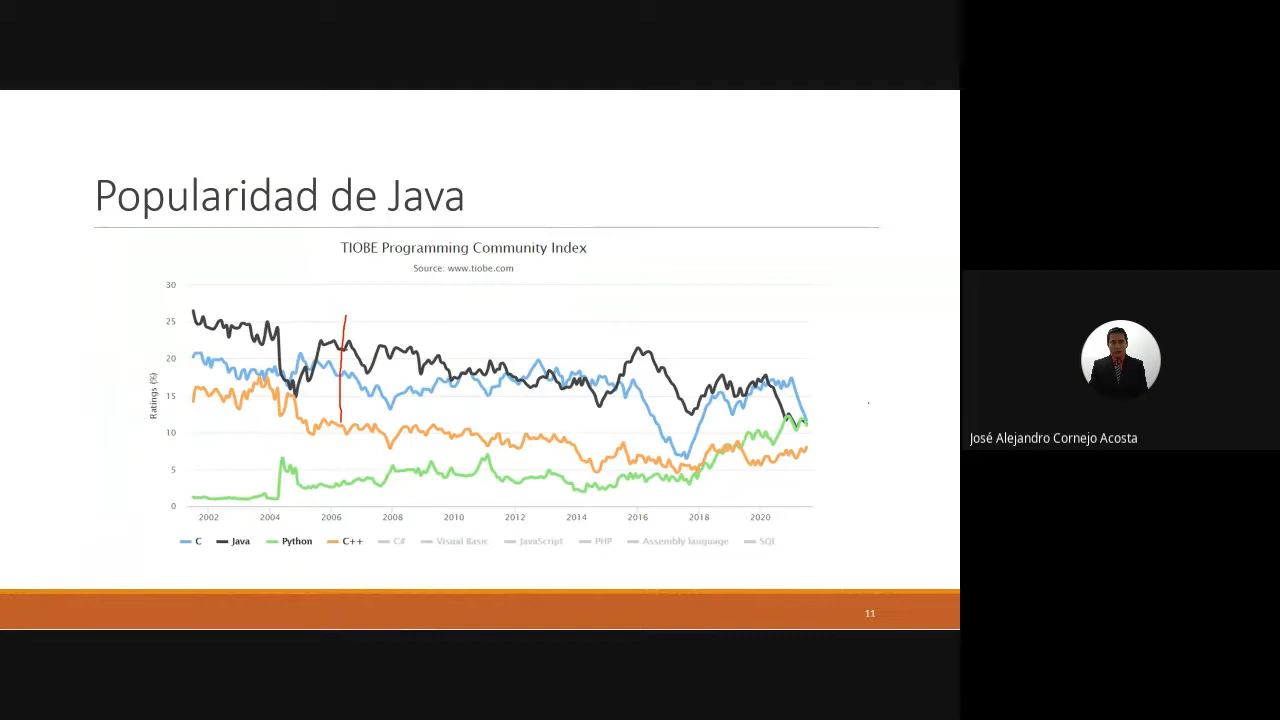 Popularidad de Java
TIOBE Programming Community Index
Source: www.tiobe.com
30
25
20
15
10
5
0
Ratings (%)
2002 2004 2006 2008 2010 2012 2014 2016 2018 2020
C Java Python C++ C# Visual Basic JavaScript PHP Assembly language SQL
11
José Alejandro Cornejo Acosta